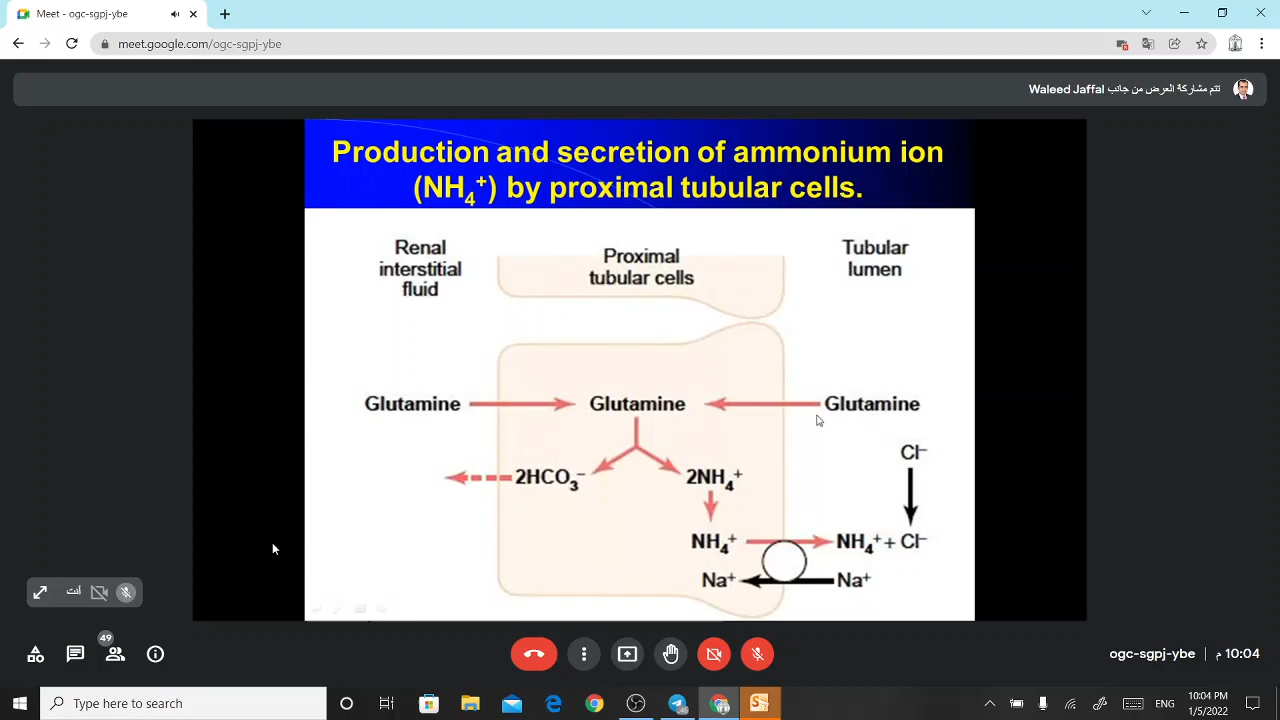 Meet - ogc-sgpj-ybe
meet.google.com/ogc-sgpj-ybe
تتم مشاركة العرض من جانب Waleed Jaffal
Production and secretion of ammonium ion
(NH₄⁺) by proximal tubular cells.
Renal
interstitial
fluid
Proximal
tubular cells
Tubular
lumen
Glutamine Glutamine Glutamine
Cl⁻
2HCO₃⁻ 2NH₄⁺
NH₄⁺ NH₄⁺ + Cl⁻
Na⁺ Na⁺
أنت
49
ogc-sgpj-ybe
10:04 م
Type here to search
46
ENG
10:04 PM
1/5/2022